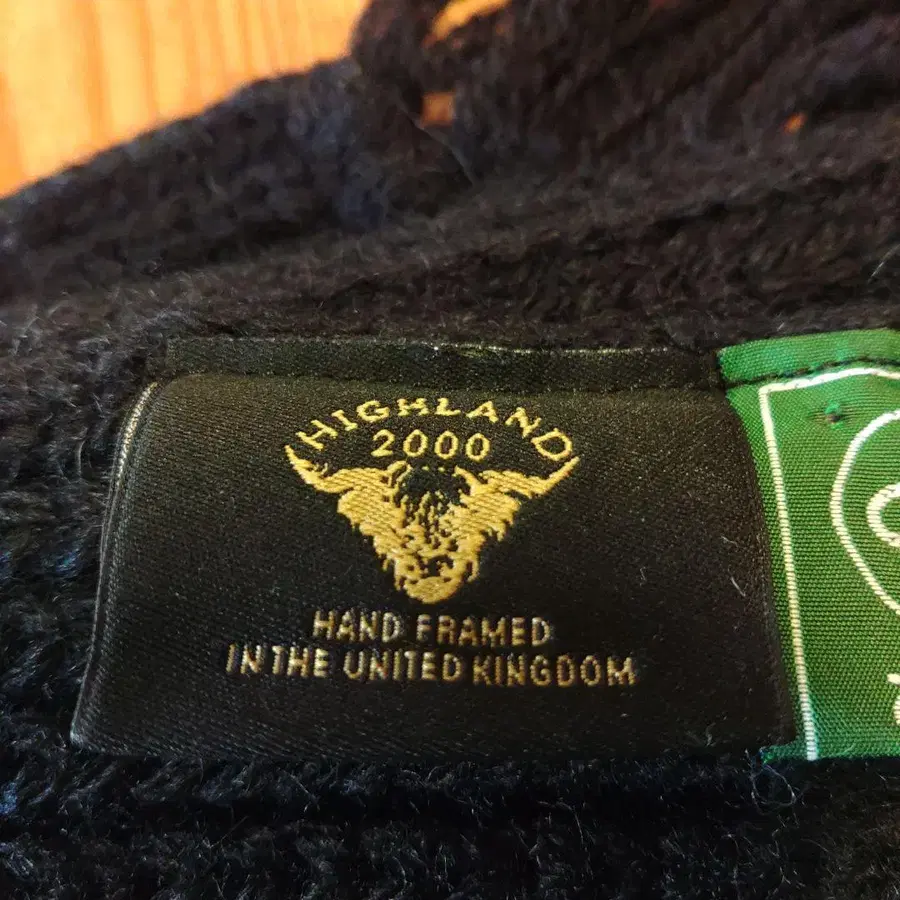 HIGHLAND
2000
HAND FRAMED
IN THE UNITED KINGDOM